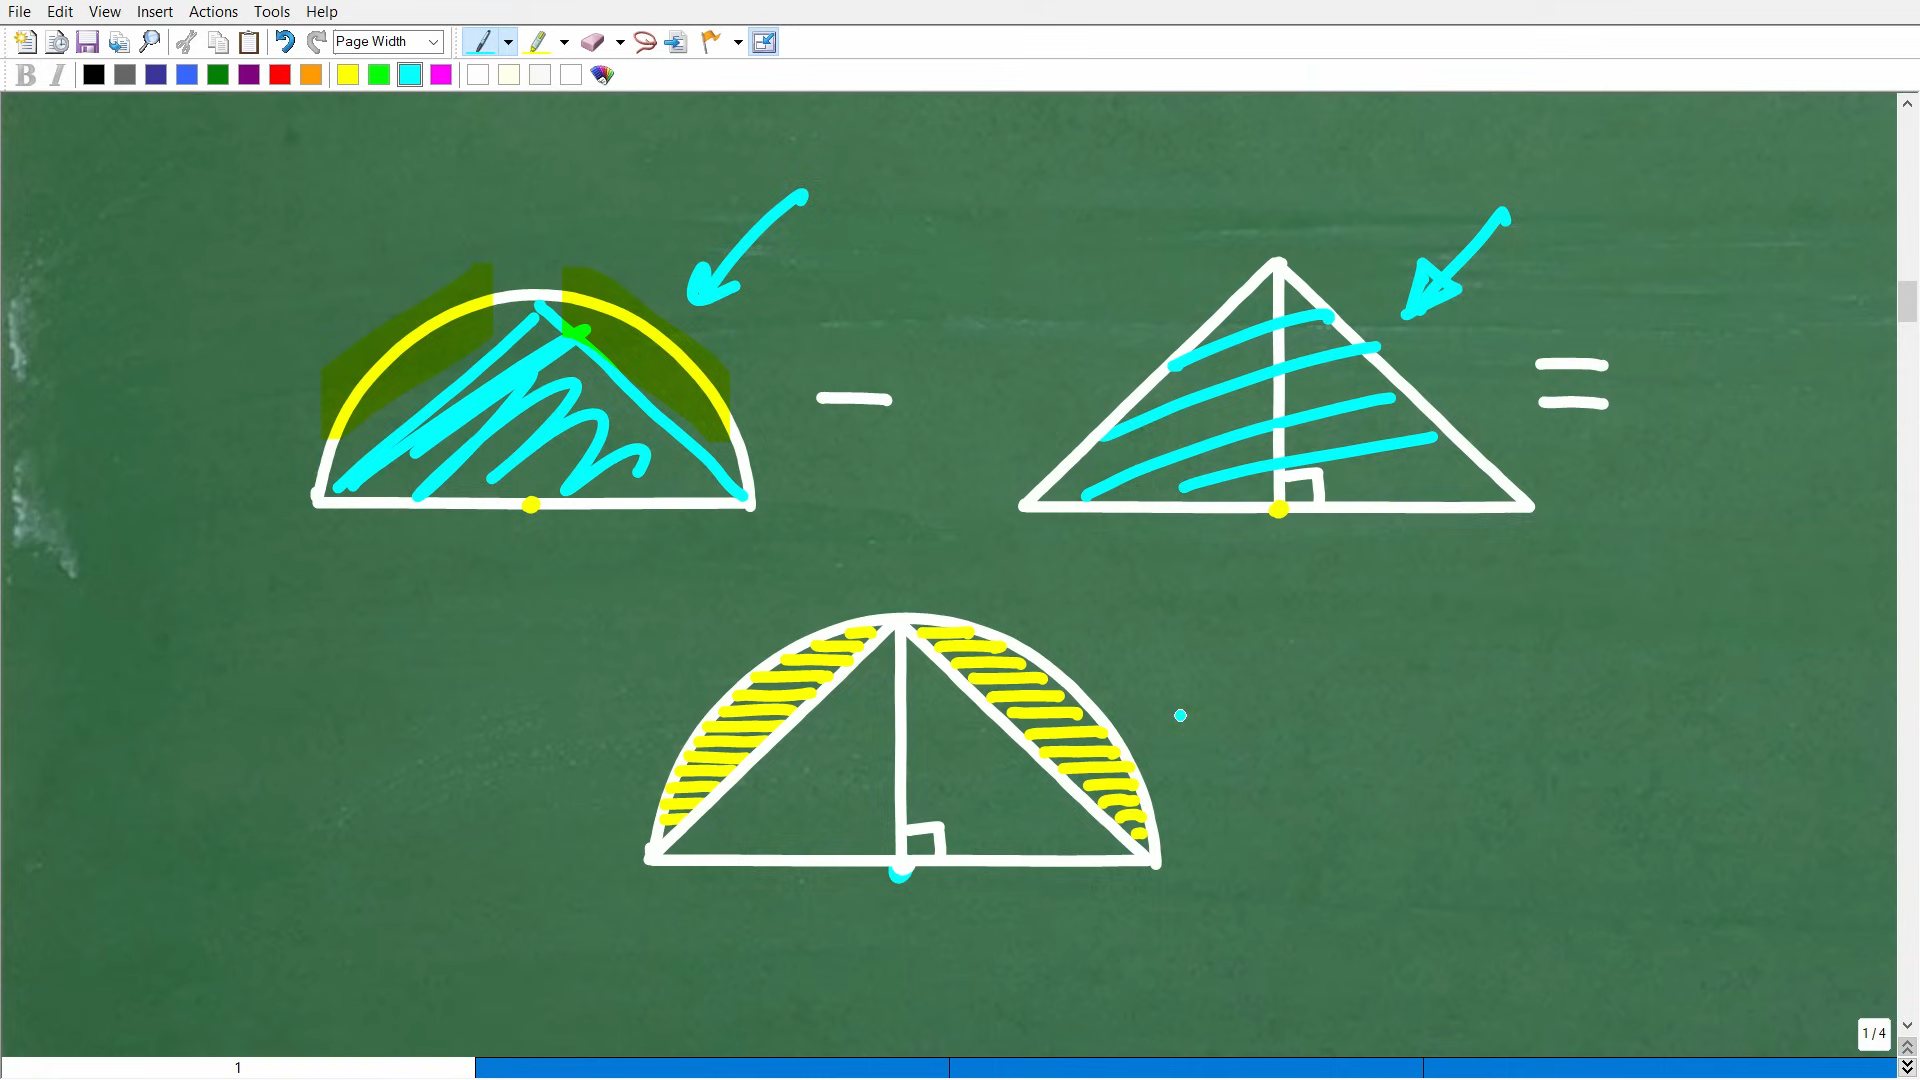 File Edit View Insert Actions Tools Help
Page Width
B I
− =
1 / 4
1